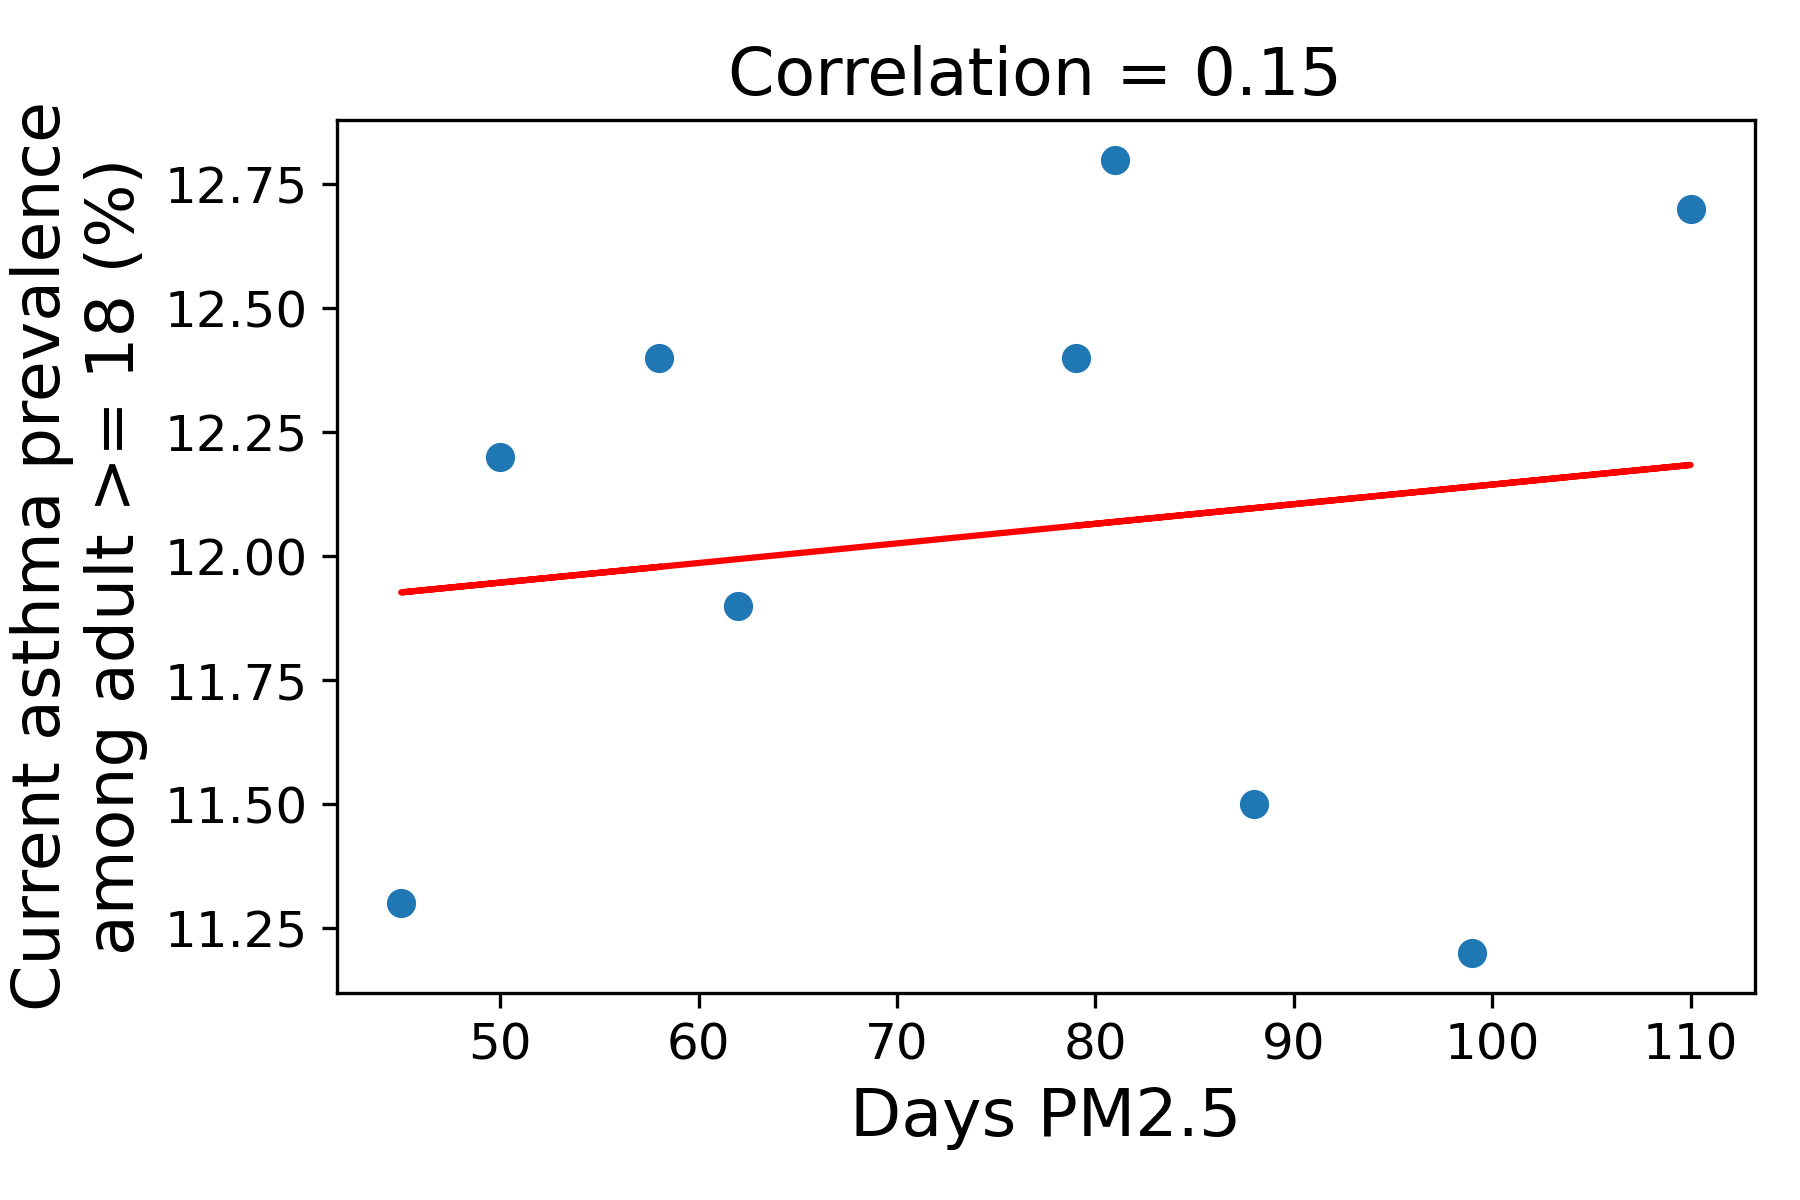 Correlation = 0.15
Current asthma prevalence
among adult >= 18 (%)
12.75
12.50
12.25
12.00
11.75
11.50
11.25
50 60 70 80 90 100 110
Days PM2.5